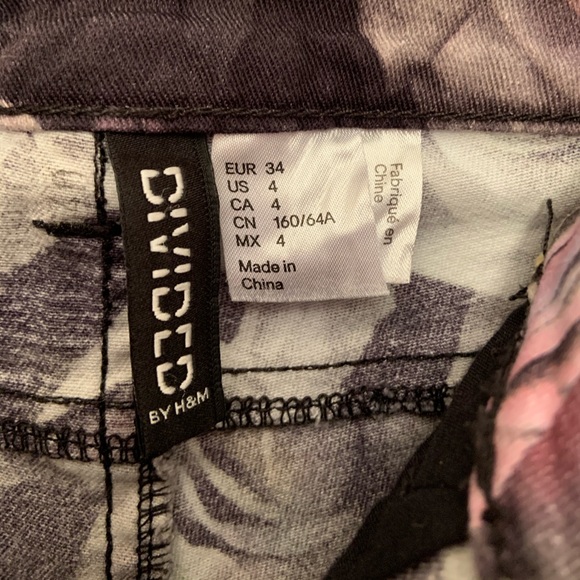 DIVIDED
BY H&M
EUR 34
US 4
CA 4
CN 160/64A
MX 4
Made in
China
Fabriqué en
Chine